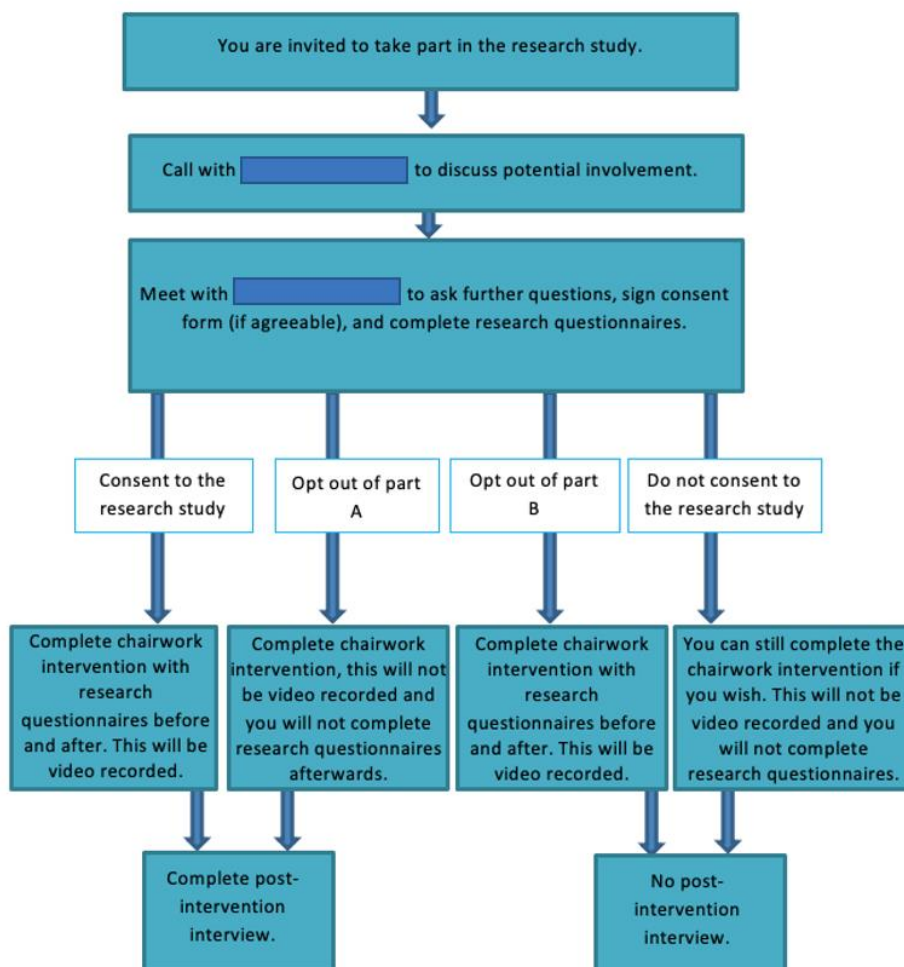 You are invited to take part in the research study.
Call with to discuss potential involvement.
Meet with to ask further questions, sign consent
form (if agreeable), and complete research questionnaires.
Consent to the
research study
Opt out of part
A
Opt out of part
B
Do not consent to
the research study
Complete chairwork
intervention with
research
questionnaires before
and after. This will be
video recorded.
Complete chairwork
intervention, this will not
be video recorded and
you will not complete
research questionnaires
afterwards.
Complete chairwork
intervention with
research
questionnaires before
and after. This will be
video recorded.
You can still complete the
chairwork intervention if
you wish. This will not be
video recorded and you
will not complete
research questionnaires.
Complete post-
intervention
interview.
No post-
intervention
interview.